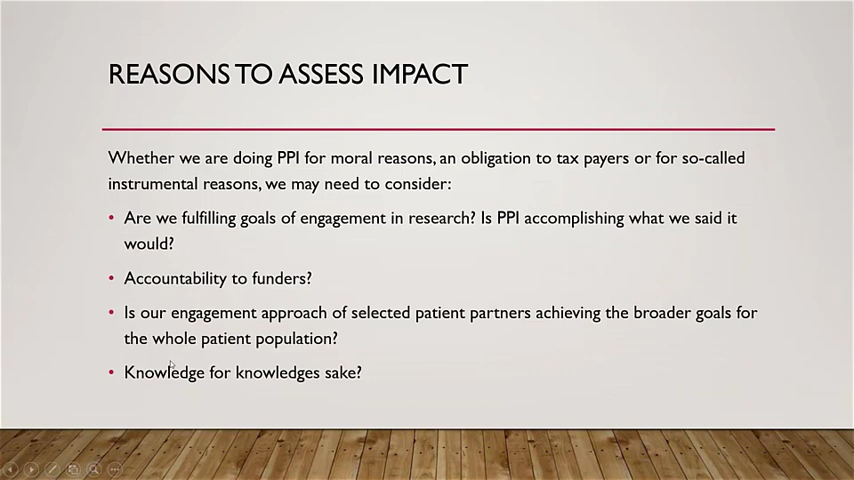 REASONS TO ASSESS IMPACT
Whether we are doing PPI for moral reasons, an obligation to tax payers or for so-called
instrumental reasons, we may need to consider:
• Are we fulfilling goals of engagement in research? Is PPI accomplishing what we said it
would?
• Accountability to funders?
• Is our engagement approach of selected patient partners achieving the broader goals for
the whole patient population?
• Knowledge for knowledges sake?